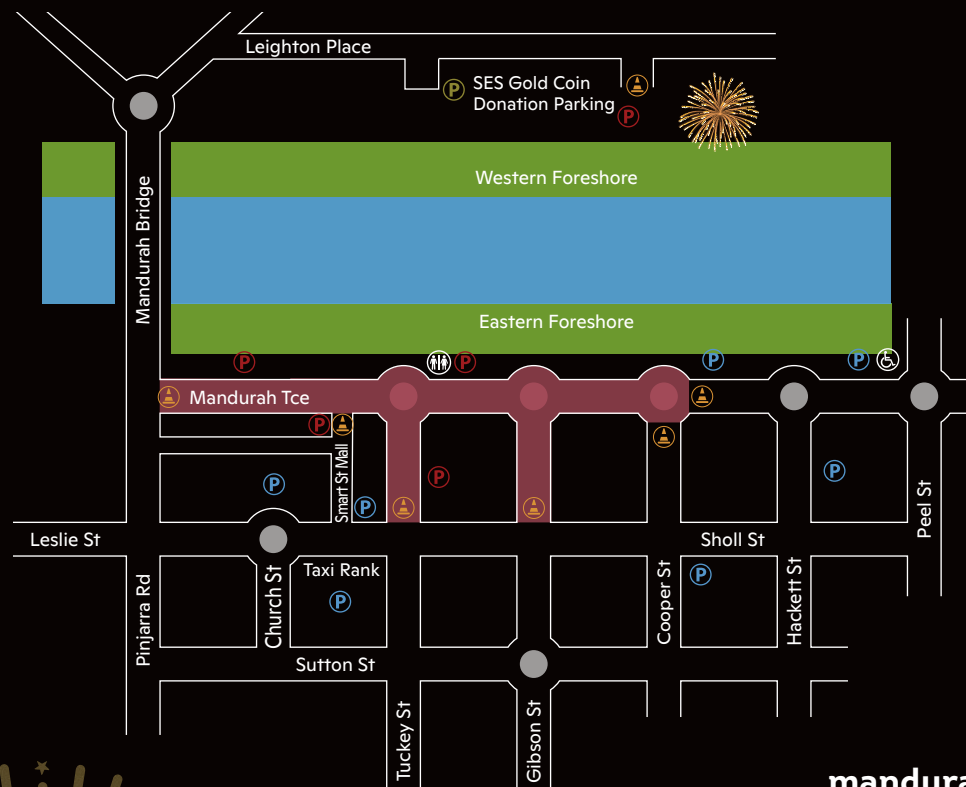 Leighton Place
P
SES Gold Coin
Donation Parking
P
Western Foreshore
Mandurah Bridge
Eastern Foreshore
P
P
P
P
Mandurah Tce
P
Smart St Mall
P
P
P
P
Peel St
Leslie St
Sholl St
Pinjarra Rd
Church St
Taxi Rank
P
Cooper St
P
Hackett St
Sutton St
Tuckey St
Gibson St
mandura